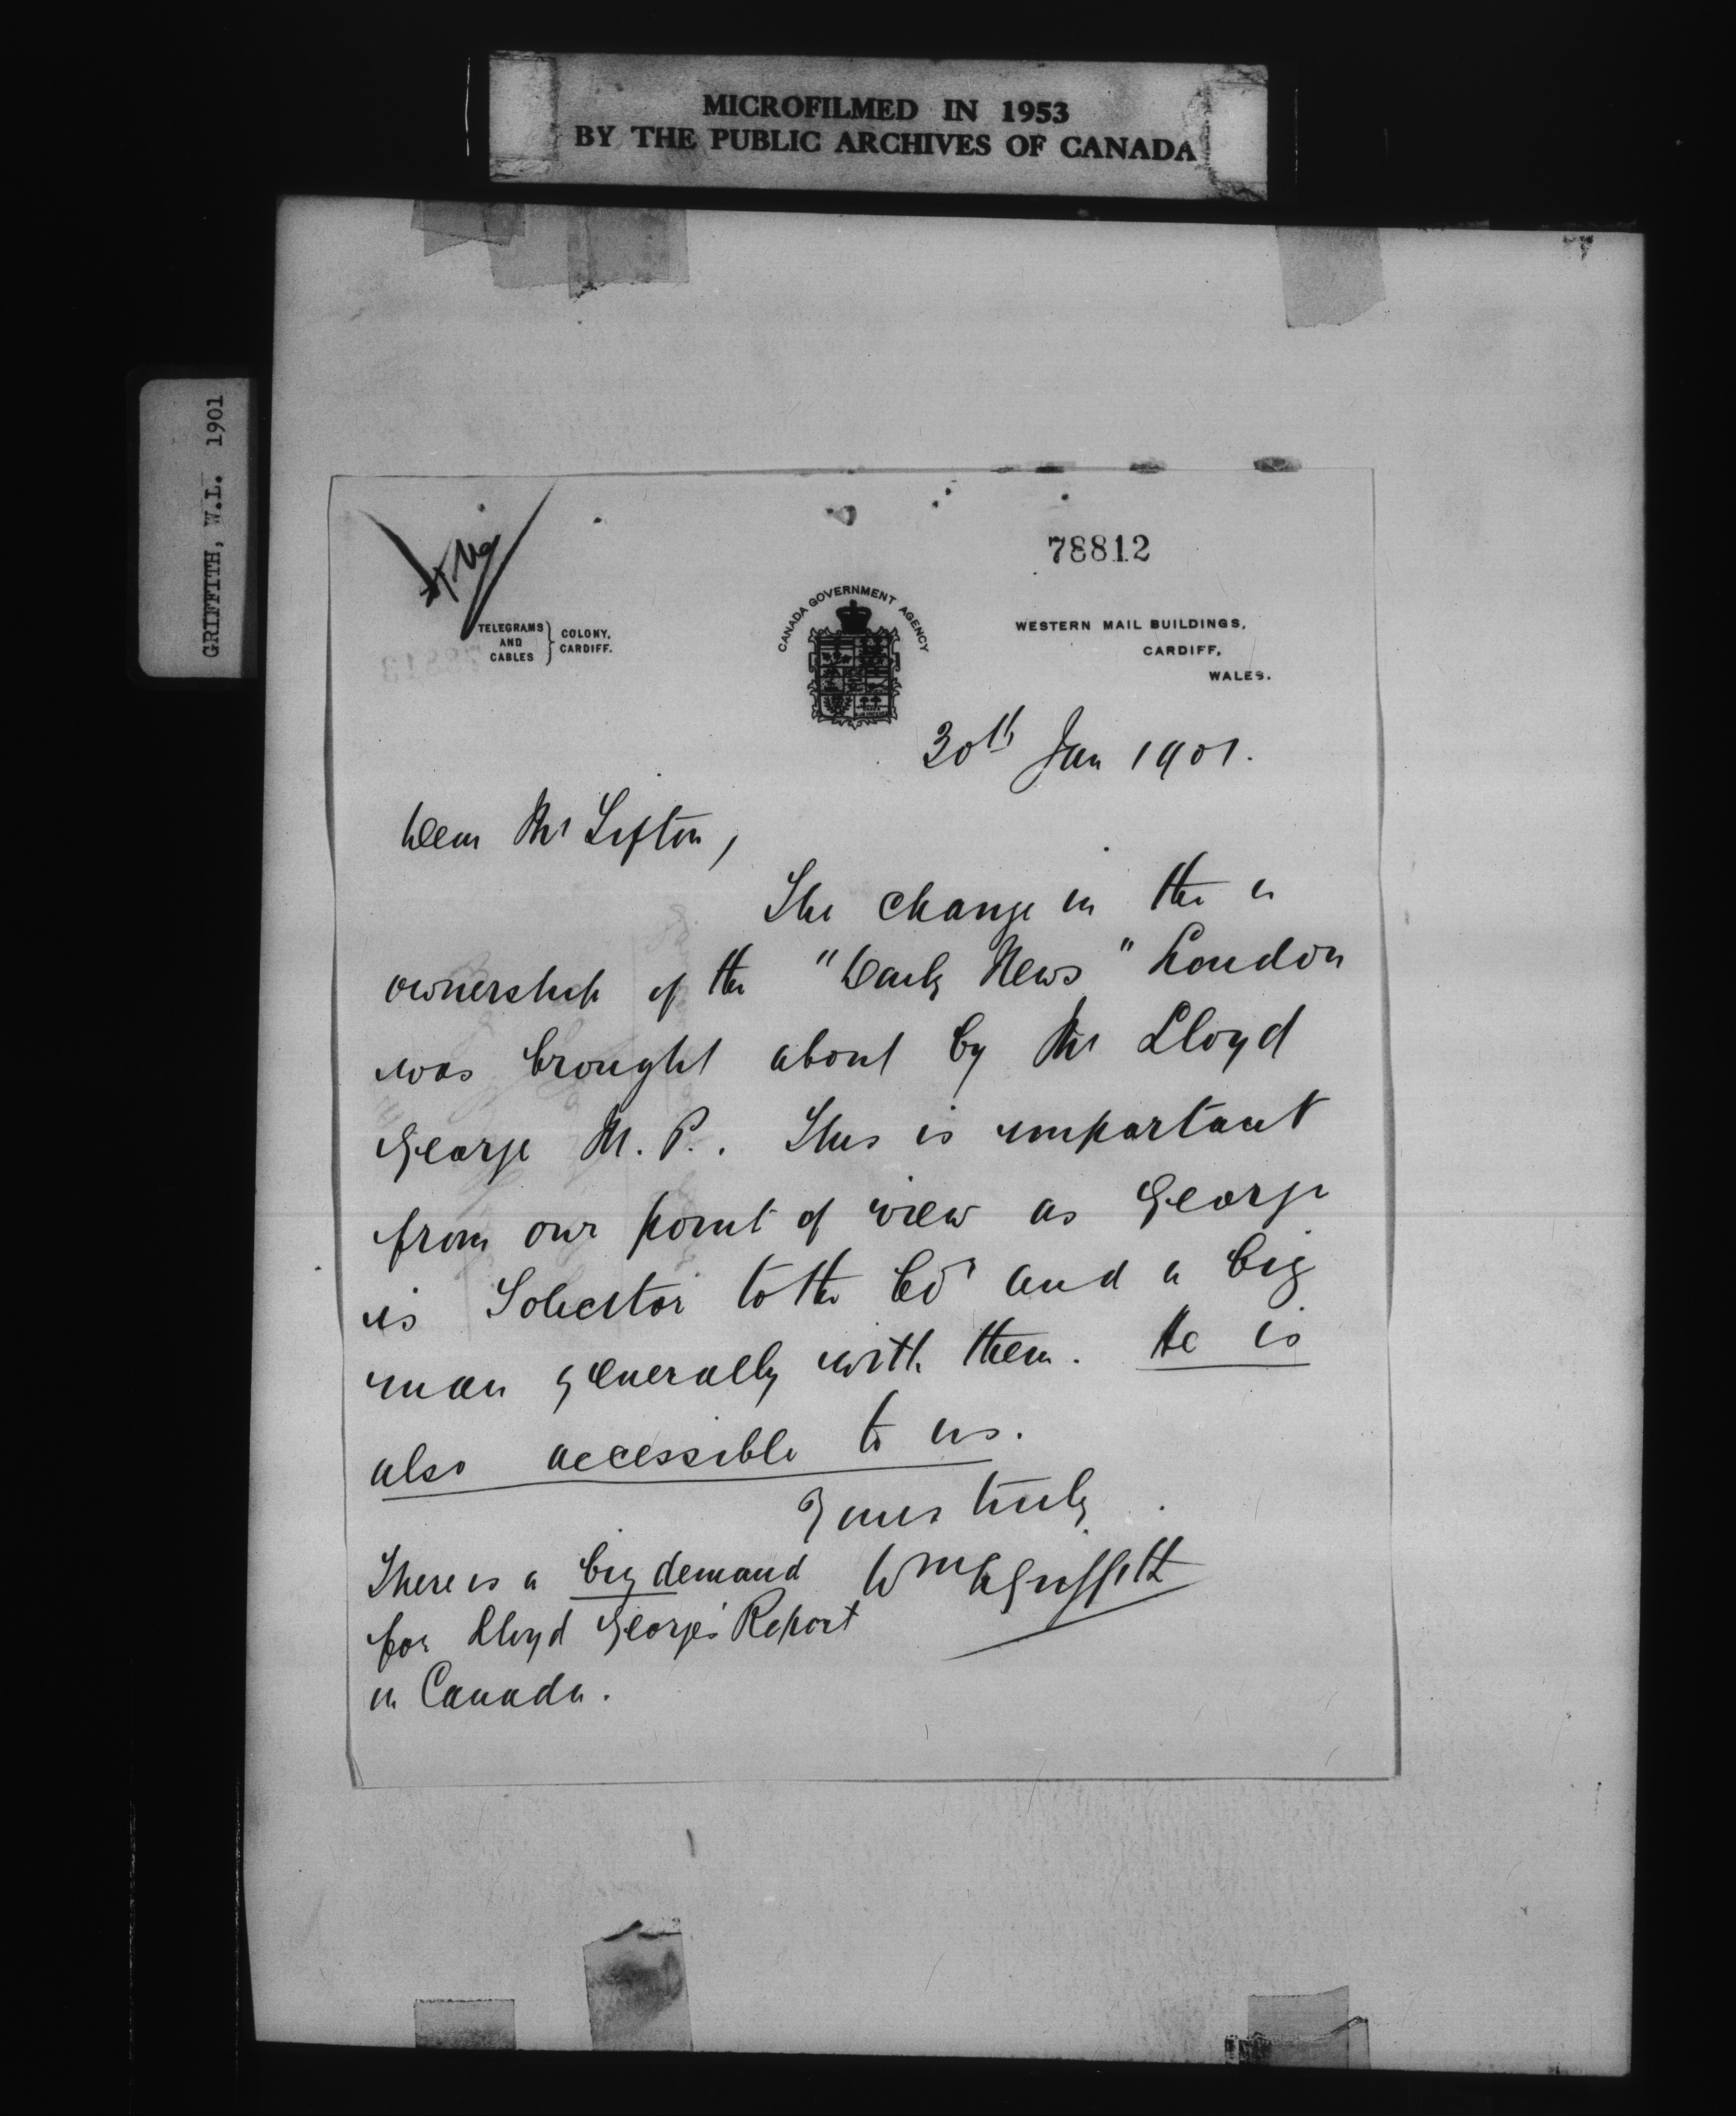 MICROFILMED IN 1953
BY THE PUBLIC ARCHIVES OF CANADA
GRIFFITH, W.L. 1901
78812
TELEGRAMS AND CABLES } COLONY, CARDIFF.
CANADA GOVERNMENT AGENCY
WESTERN MAIL BUILDINGS,
CARDIFF,
WALES.
30th Jan 1901.
Dear Mr Sifton,
The change in the
ownership of the "Daily News" London
was brought about by Mr Lloyd
George M.P.. This is important
from our point of view as George
is Solicitor to the Co and a big
man generally with them. He is
also accessible to us.
Yours truly
WmLGriffith
There is a big demand
for Lloyd George's Report
in Canada.